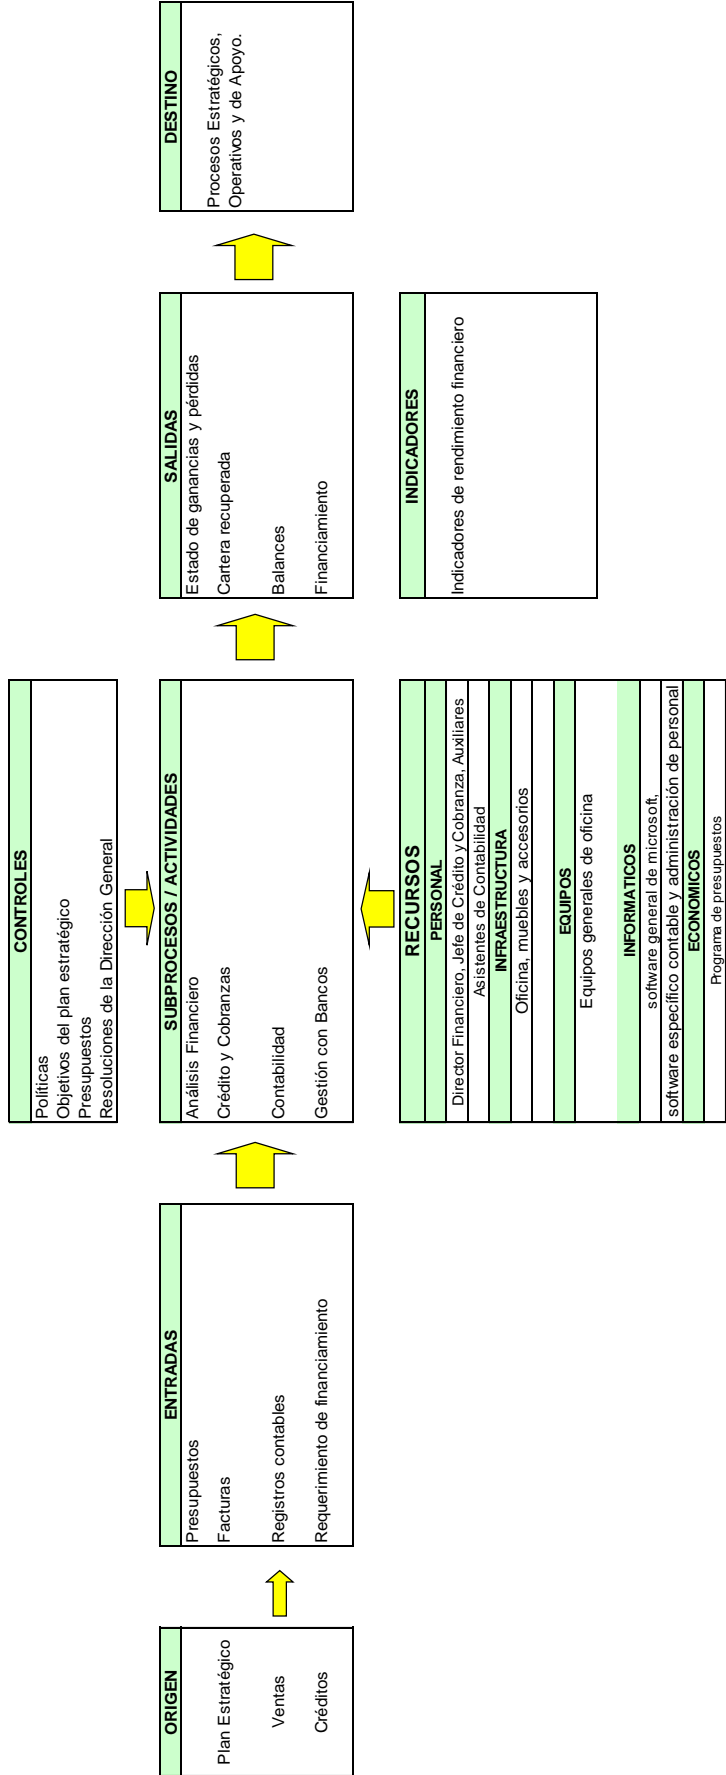 CONTROLES
Políticas
Objetivos del plan estratégico
Presupuestos
Resoluciones de la Dirección General
ORIGEN
Plan Estratégico
Ventas
Créditos
ENTRADAS
Presupuestos
Facturas
Registros contables
Requerimiento de financiamiento
SUBPROCESOS / ACTIVIDADES
Análisis Financiero
Crédito y Cobranzas
Contabilidad
Gestión con Bancos
SALIDAS
Estado de ganancias y pérdidas
Cartera recuperada
Balances
Financiamiento
DESTINO
Procesos Estratégicos,
Operativos y de Apoyo.
RECURSOS
PERSONAL
Director Financiero, Jefe de Crédito y Cobranza, Auxiliares
Asistentes de Contabilidad
INFRAESTRUCTURA
Oficina, muebles y accesorios
EQUIPOS
Equipos generales de oficina
INFORMATICOS
software general de microsoft,
software específico contable y administración de personal
ECONOMICOS
Programa de presupuestos
INDICADORES
Indicadores de rendimiento financiero